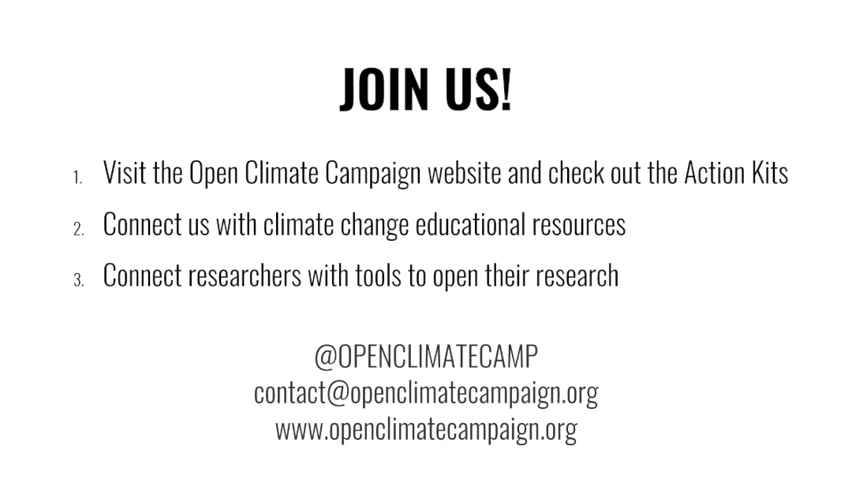 JOIN US!
1. Visit the Open Climate Campaign website and check out the Action Kits
2. Connect us with climate change educational resources
3. Connect researchers with tools to open their research
@OPENCLIMATECAMP
contact@openclimatecampaign.org
www.openclimatecampaign.org